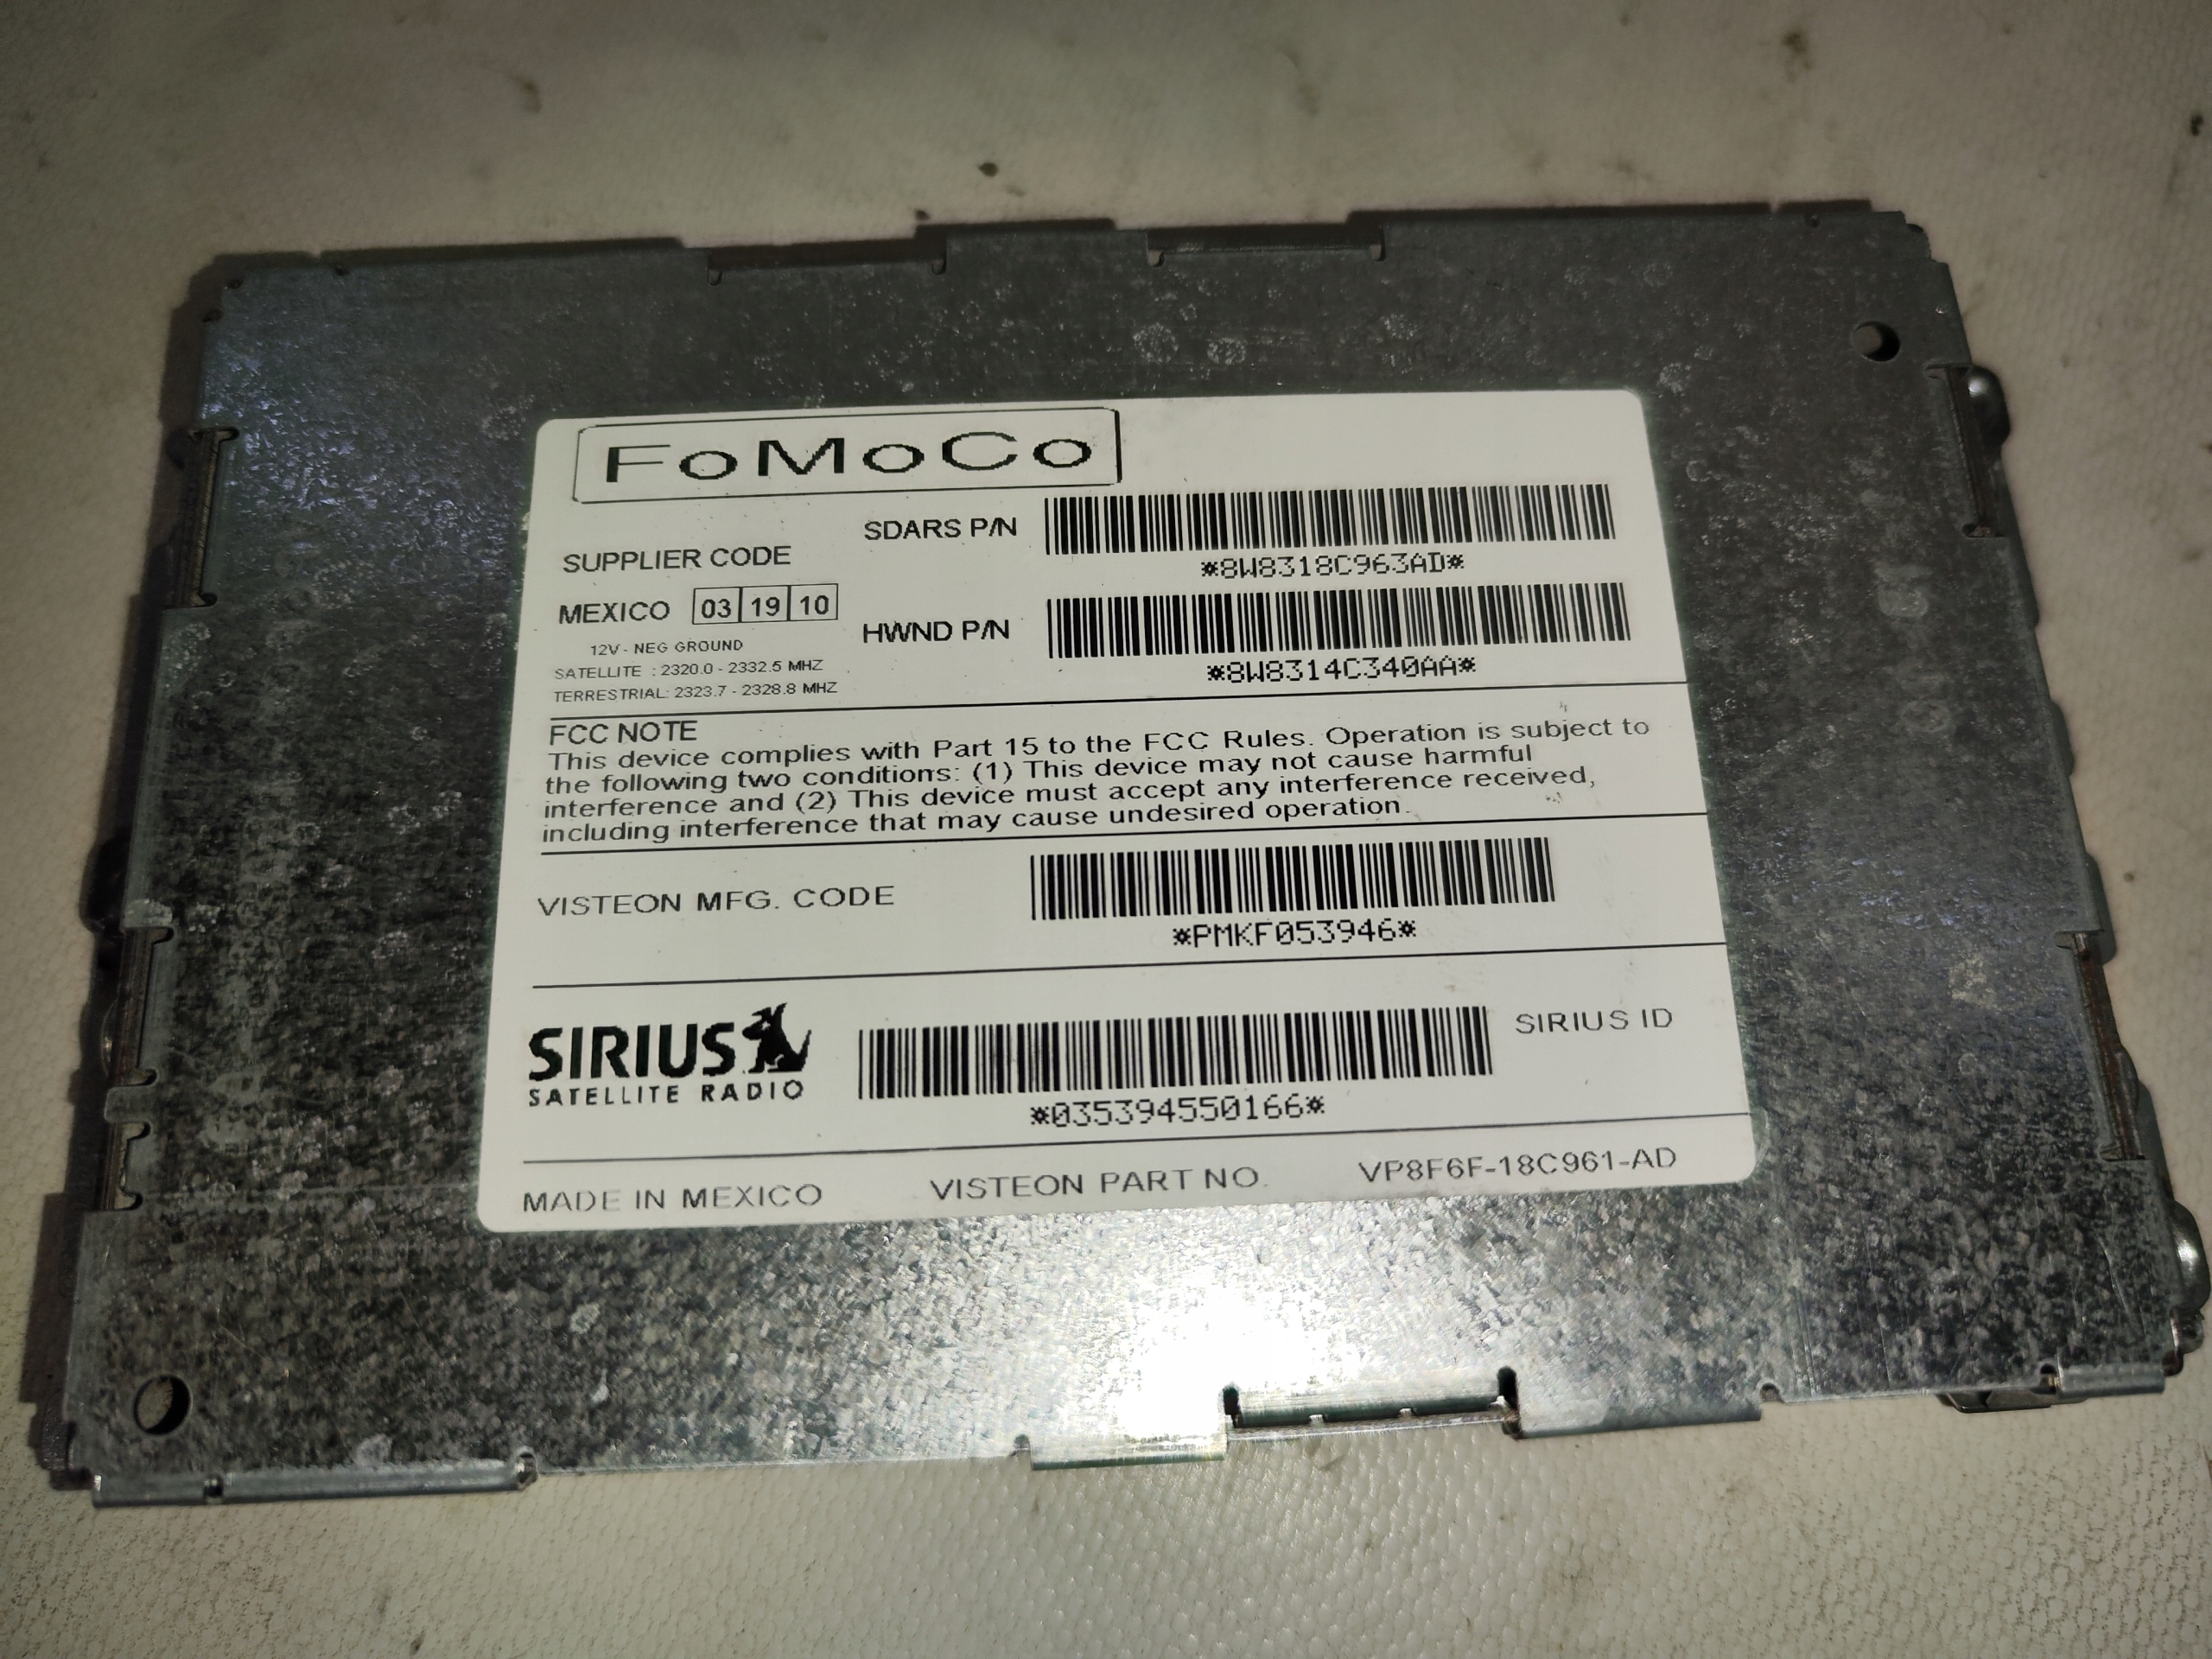 FoMoCo
SDARS P/N
*8W8318C963AD*
SUPPLIER CODE
MEXICO 03 19 10
HWND P/N
*8W8314C340AA*
12V - NEG GROUND
SATELLITE : 2320.0 - 2332.5 MHZ
TERRESTRIAL: 2323.7 - 2328.8 MHZ
FCC NOTE
This device complies with Part 15 to the FCC Rules. Operation is subject to
the following two conditions: (1) This device may not cause harmful
interference and (2) This device must accept any interference received,
including interference that may cause undesired operation.
VISTEON MFG. CODE
*PMKF053946*
SIRIUS
SATELLITE RADIO
*035394550166*
SIRIUS ID
MADE IN MEXICO VISTEON PART NO. VP8F6F-18C961-AD